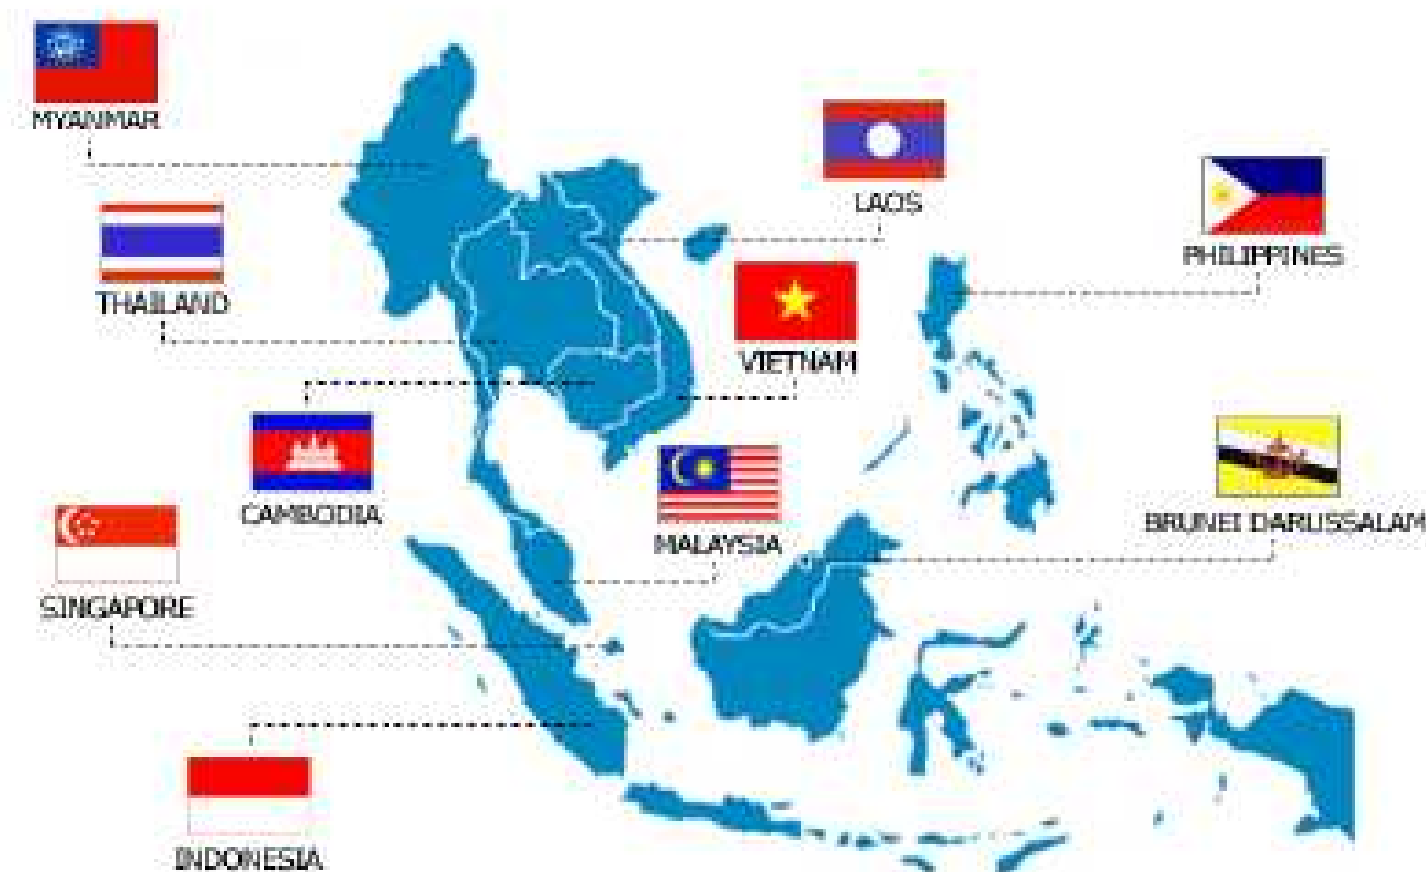 MYANMAR
LAOS
PHILIPPINES
THAILAND
VIETNAM
CAMBODIA
MALAYSIA
BRUNEI DARUSSALAM
SINGAPORE
INDONESIA